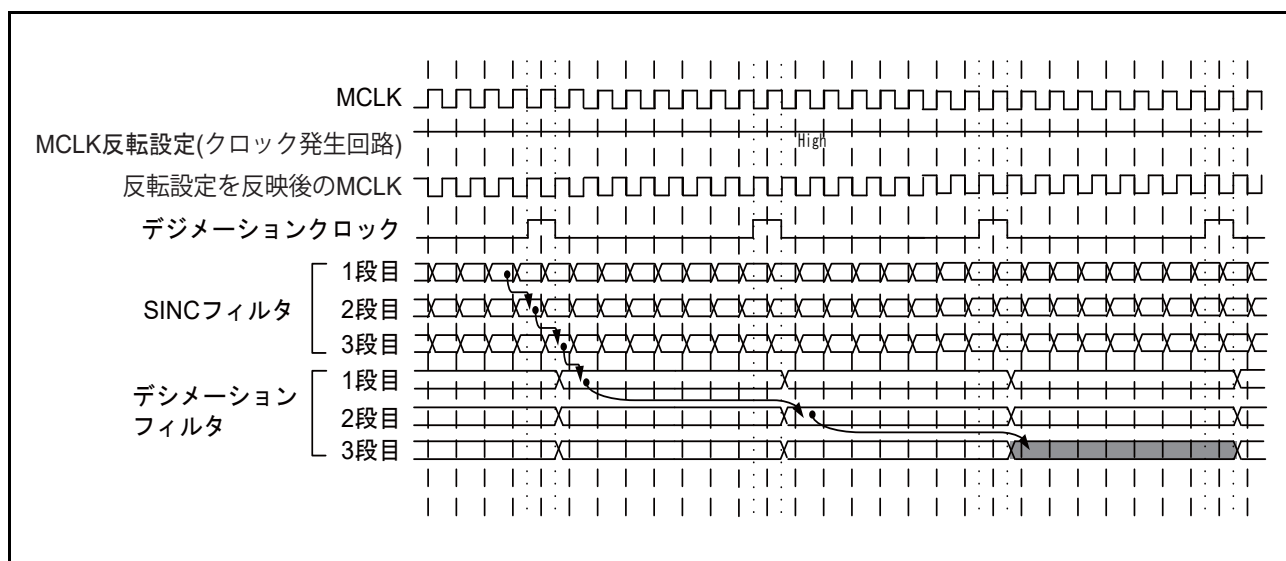 MCLK
MCLK反転設定(クロック発生回路)
High
反転設定を反映後のMCLK
デジメーションクロック
SINCフィルタ
1段目
2段目
3段目
デシメーション
フィルタ
1段目
2段目
3段目